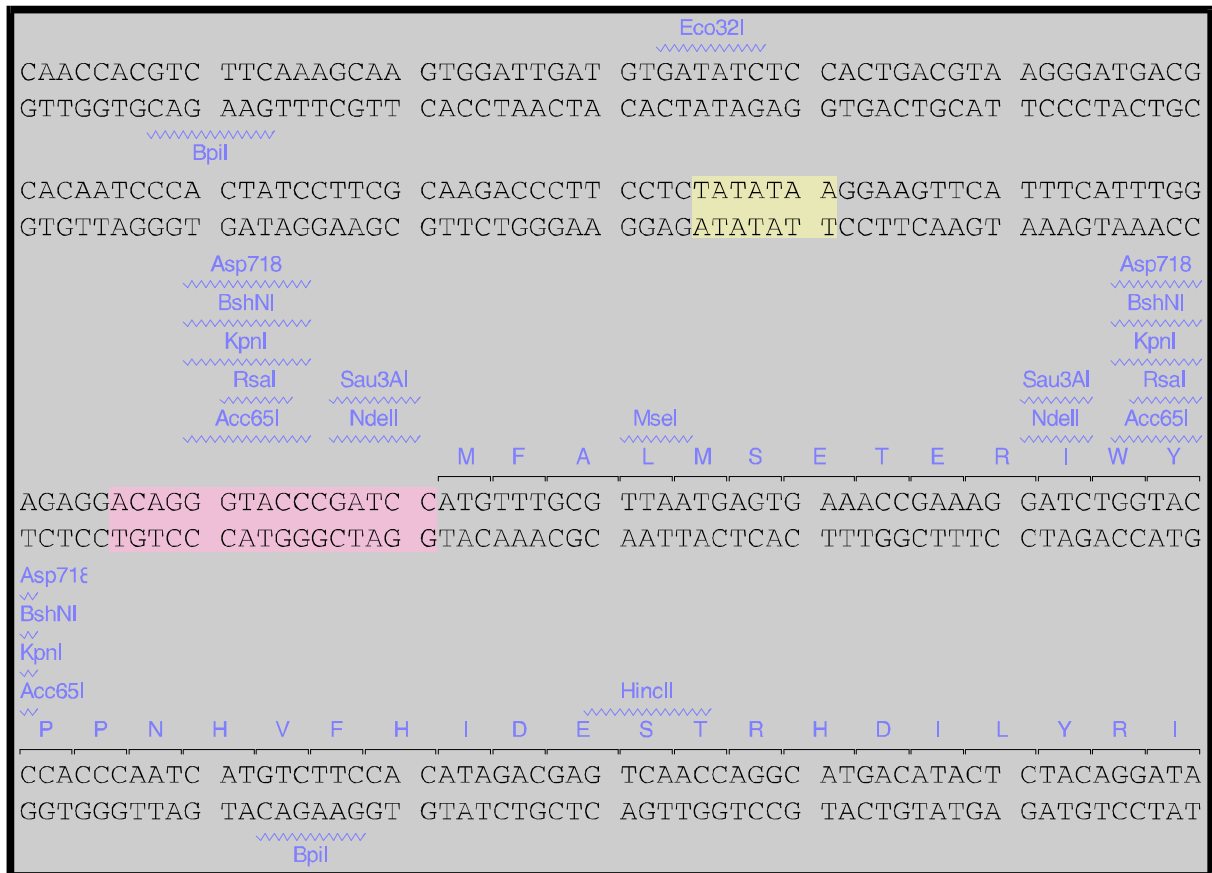 Eco32I
CAACCACGTC TTCAAAGCAA GTGGATTGAT GTGATATCTC CACTGACGTA AGGGATGACG
GTTGGTGCAG AAGTTTCGTT CACCTAACTA CACTATAGAG GTGACTGCAT TCCCTACTGC
BpiI
CACAATCCCA CTATCCTTCG CAAGACCCTT CCTCTATATA AGGAAGTTCA TTTCATTTGG
GTGTTAGGGT GATAGGAAGC GTTCTGGGAA GGAGATATAT TCCTTCAAGT AAAGTAAACC
Asp718 Asp718
BshNI BshNI
KpnI KpnI
RsaI Sau3AI Sau3AI RsaI
Acc65I NdeII MseI NdeII Acc65I
M F A L M S E T E R I W Y
AGAGGACAGG GTACCCGATC CATGTTTGCG TTAATGAGTG AAACCGAAAG GATCTGGTAC
TCTCCTGTCC CATGGGCTAG GTACAAACGC AATTACTCAC TTTGGCTTTC CTAGACCATG
Asp718
BshNI
KpnI
Acc65I HincII
P P N H V F H I D E S T R H D I L Y R I
CCACCCAATC ATGTCTTCCA CATAGACGAG TCAACCAGGC ATGACATACT CTACAGGATA
GGTGGGTTAG TACAGAAGGT GTATCTGCTC AGTTGGTCCG TACTGTATGA GATGTCCTAT
BpiI